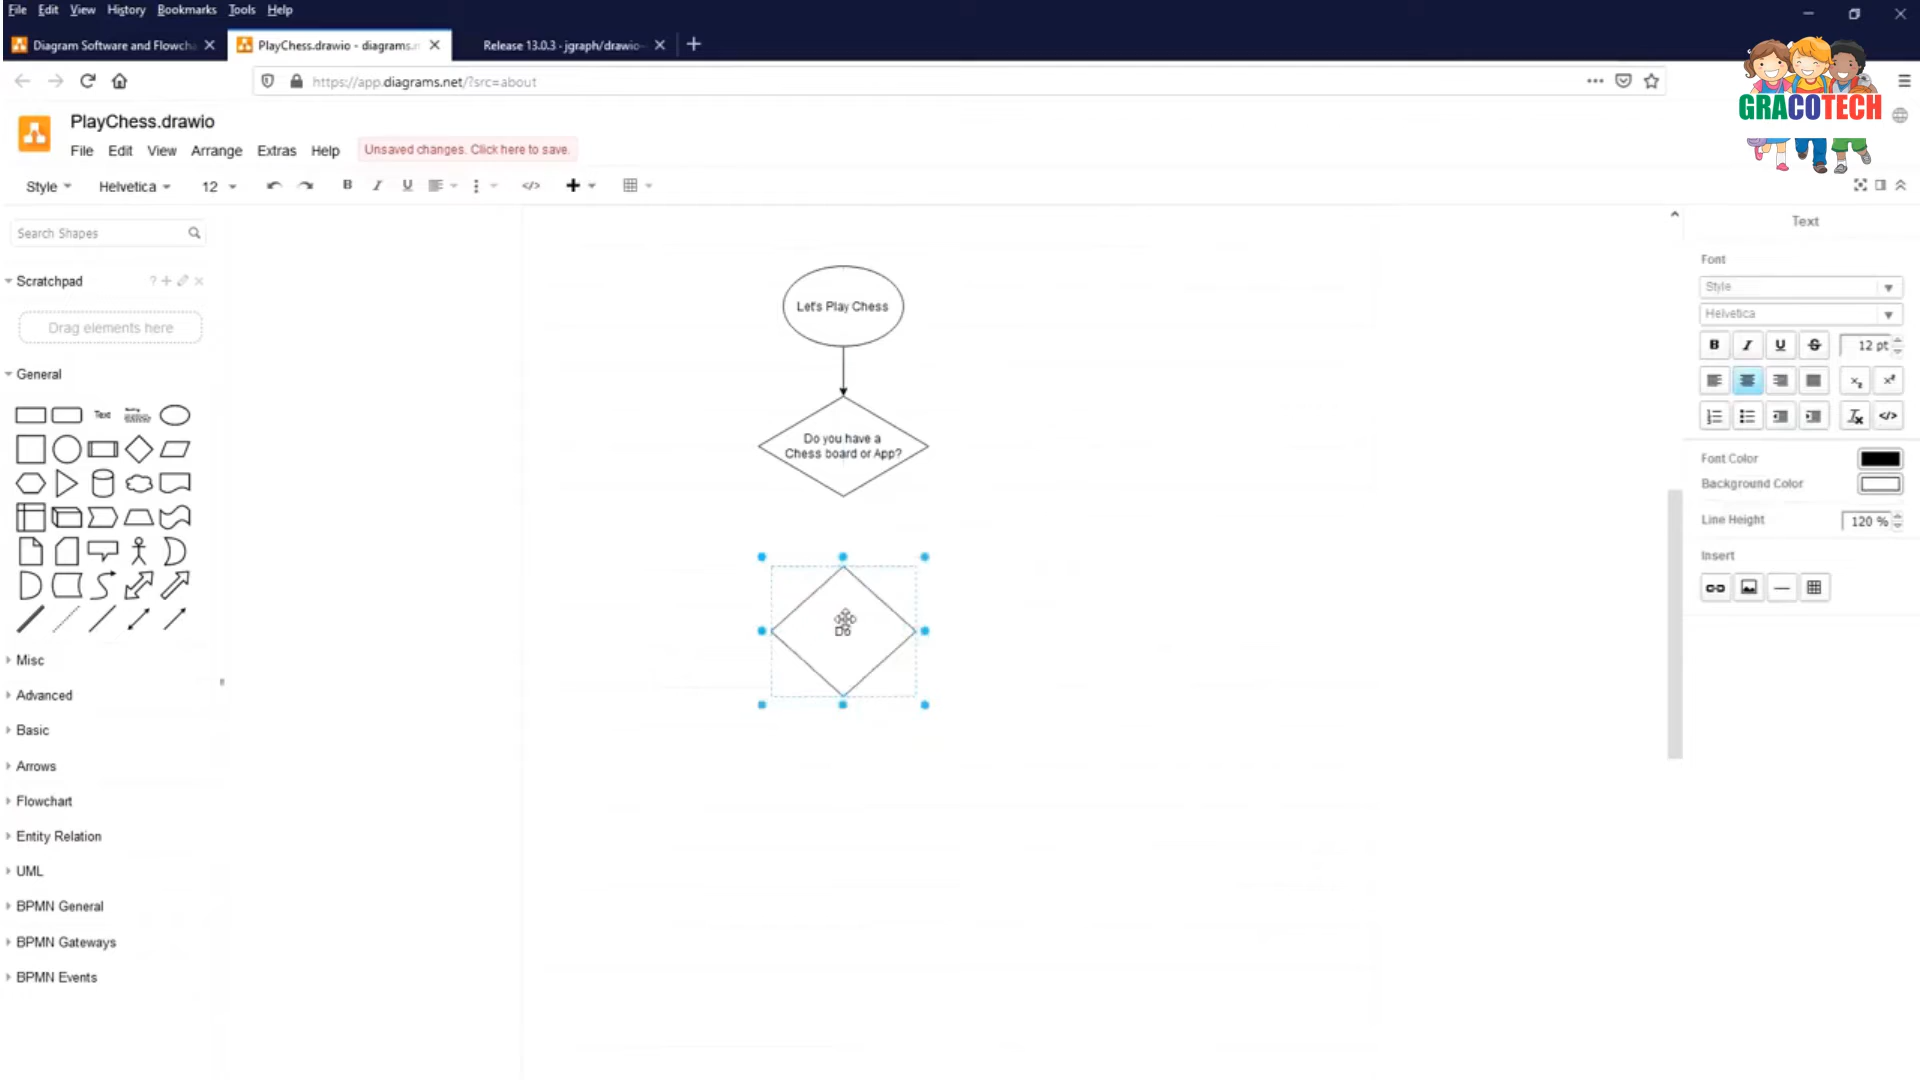 File Edit View History Bookmarks Tools Help
Diagram Software and Flowcha
PlayChess.drawio - diagrams.n
Release 13.0.3 - jgraph/drawio-
https://app.diagrams.net/?src=about
GRACOTECH
PlayChess.drawio
File Edit View Arrange Extras Help
Unsaved changes. Click here to save.
Style Helvetica 12 B I U </>
Search Shapes
Scratchpad ?
Drag elements here
General
Text
Misc
Advanced
Basic
Arrows
Flowchart
Entity Relation
UML
BPMN General
BPMN Gateways
BPMN Events
Let's Play Chess
Do you have a
Chess board or App?
Do
Text
Font
Style
Helvetica
B I U S 12 pt
Font Color
Background Color
Line Height 120 %
Insert